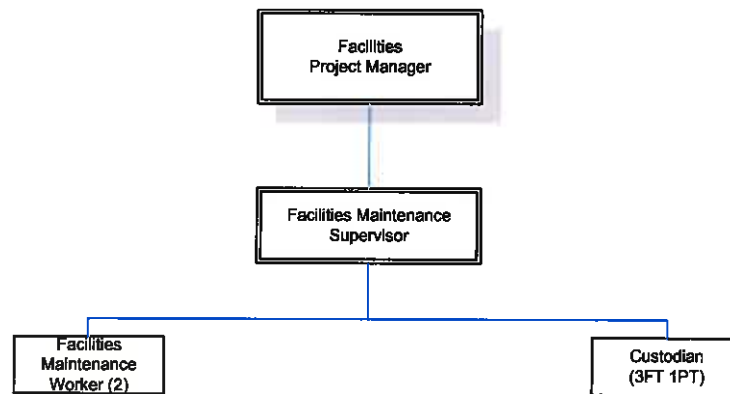 Facilities
Project Manager
Facilities Maintenance
Supervisor
Facilities
Maintenance
Worker (2)
Custodian
(3FT 1PT)